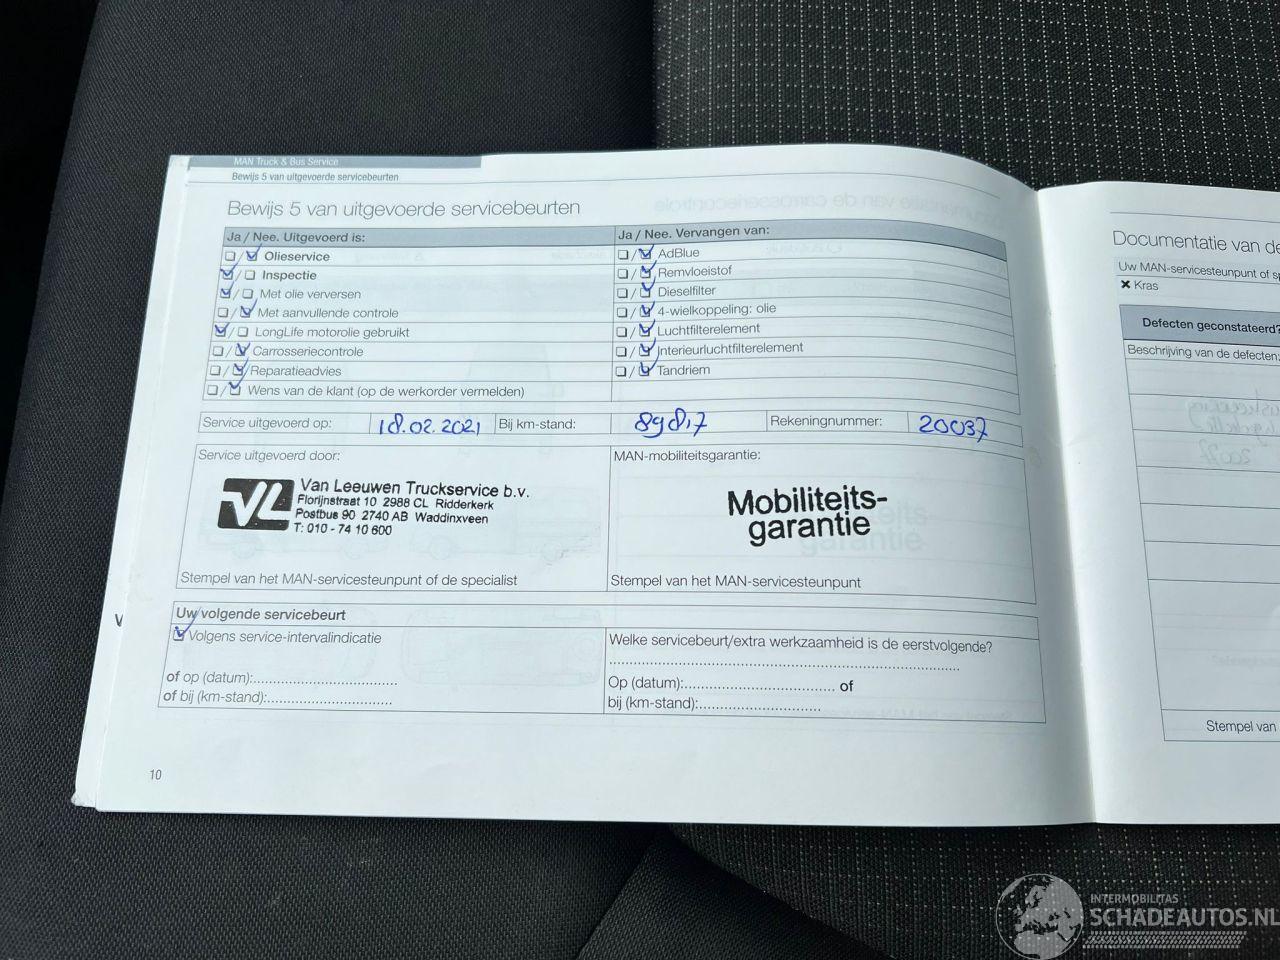 MAN Truck & Bus Service
Bewijs 5 van uitgevoerde servicebeurten
Bewijs 5 van uitgevoerde servicebeurten
Ja / Nee. Uitgevoerd is:
Olieservice
Inspectie
Met olie verversen
Met aanvullende controle
LongLife motorolie gebruikt
Carrosseriecontrole
Reparatieadvies
Wens van de klant (op de werkorder vermelden)
Ja / Nee. Vervangen van:
AdBlue
Remvloeistof
Dieselfilter
4-wielkoppeling: olie
Luchtfilterelement
Interieurluchtfilterelement
Tandriem
Service uitgevoerd op: 18.02.2021 Bij km-stand: 898,7 Rekeningnummer: 20037
Service uitgevoerd door:
VL
Van Leeuwen Truckservice b.v.
Florijnstraat 10 2988 CL Ridderkerk
Postbus 90 2740 AB Waddinxveen
T: 010 - 74 10 600
Stempel van het MAN-servicesteunpunt of de specialist
MAN-mobiliteitsgarantie:
Mobiliteits-
garantie
Stempel van het MAN-servicesteunpunt
Uw volgende servicebeurt
Volgens service-intervalindicatie
of op (datum):
of bij (km-stand):
Welke servicebeurt/extra werkzaamheid is de eerstvolgende?
Op (datum): of
bij (km-stand):
10
Documentatie van de
Uw MAN-servicesteunpunt of
Kras
Defecten geconstateerd?
Beschrijving van de defecten:
Stempel van
INTERMOBILITAS
SCHADEAUTOS.NL